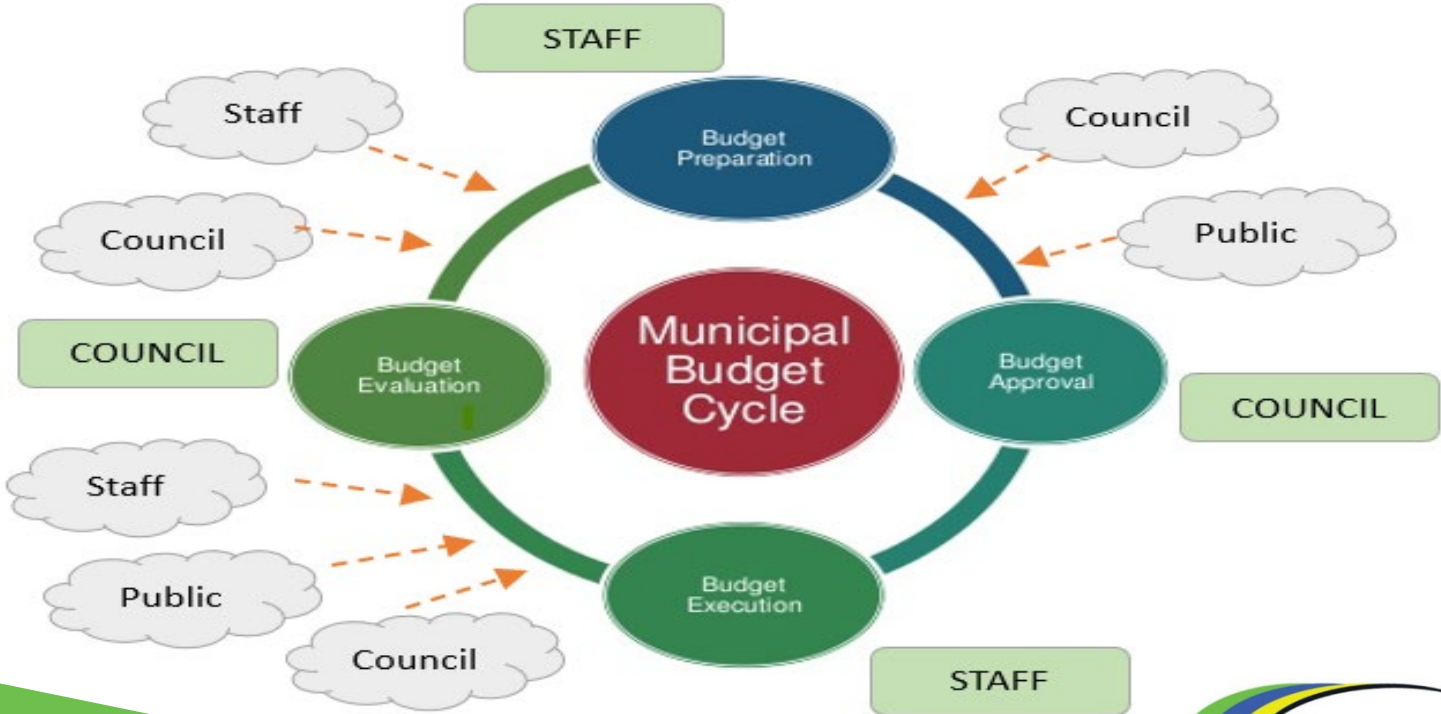 STAFF
Staff
Council
Budget
Preparation
Council
Public
Municipal
Budget
Cycle
COUNCIL
Budget
Evaluation
Budget
Approval
COUNCIL
Staff
Public
Council
Budget
Execution
STAFF